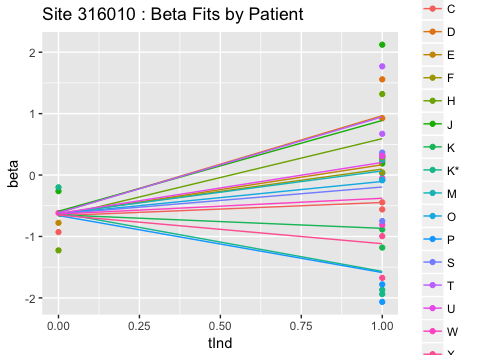 Site 316010 : Beta Fits by Patient
beta
2
1
0
-1
-2
0.00 0.25 0.50 0.75 1.00
tInd
C
D
E
F
H
J
K
K*
M
O
P
S
T
U
W
Y